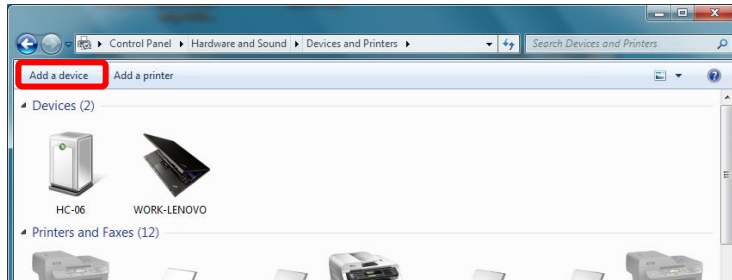 Control Panel Hardware and Sound Devices and Printers Search Devices and Printers
Add a device Add a printer
Devices (2)
HC-06 WORK-LENOVO
Printers and Faxes (12)